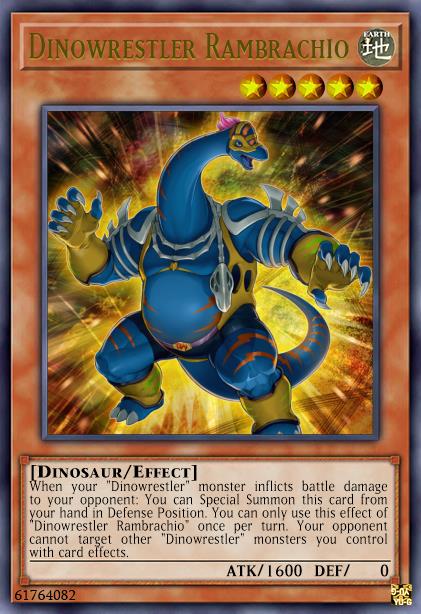 DINOWRESTLER RAMBRACHIO
EARTH
地
[DINOSAUR/EFFECT]
When your "Dinowrestler" monster inflicts battle damage
to your opponent: You can Special Summon this card from
your hand in Defense Position. You can only use this effect of
"Dinowrestler Rambrachio" once per turn. Your opponent
cannot target other "Dinowrestler" monsters you control
with card effects.
ATK/1600 DEF/ 0
61764082